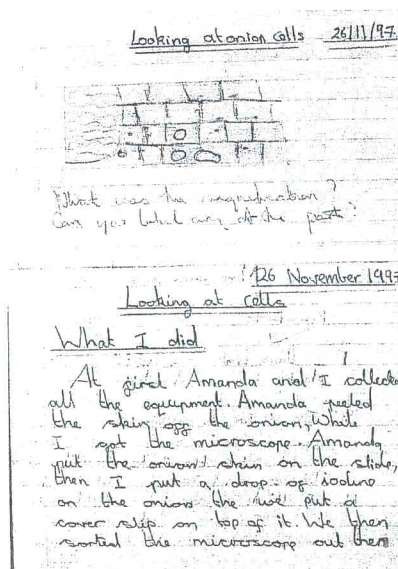 Looking at onion cells 26/11/97
What was the magnification?
Can you label any of the parts?
26 November 1997
Looking at cells
What I did
At first Amanda and I collected
all the equipment. Amanda peeled
the skin off the onion, While
I got the microscope. Amanda
put the onion skin on the slide,
then I put a drop of iodine
on the onion the we put a
cover slip on top of it. We then
sorted the microscope out then